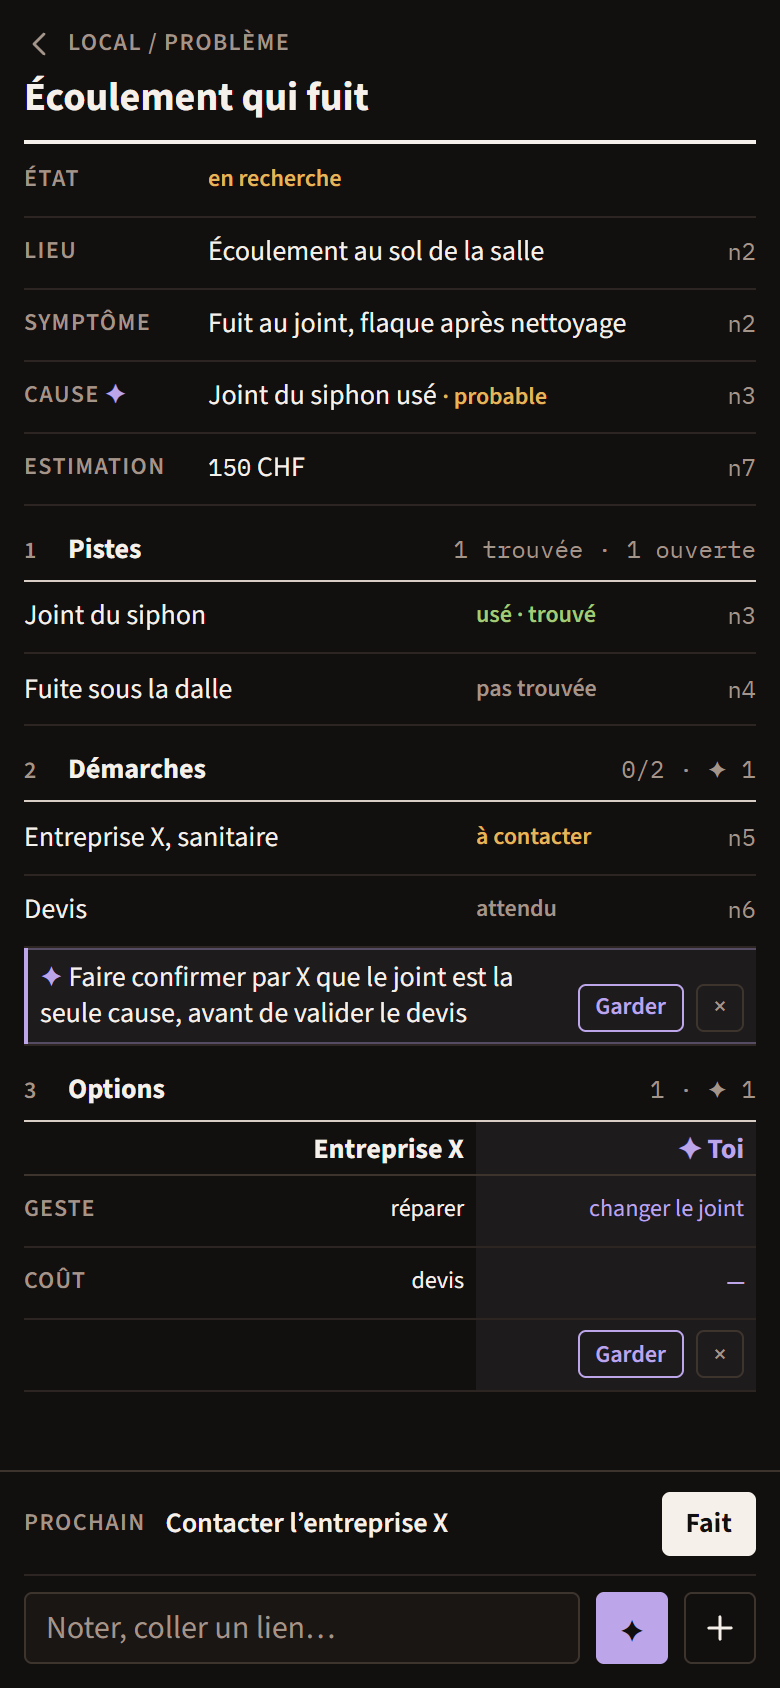 LOCAL / PROBLÈME
Écoulement qui fuit
ÉTAT en recherche
LIEU Écoulement au sol de la salle n2
SYMPTÔME Fuit au joint, flaque après nettoyage n2
CAUSE ✦ Joint du siphon usé · probable n3
ESTIMATION 150 CHF n7
1 Pistes 1 trouvée · 1 ouverte
Joint du siphon usé · trouvé n3
Fuite sous la dalle pas trouvée n4
2 Démarches 0/2 · ✦ 1
Entreprise X, sanitaire à contacter n5
Devis attendu n6
✦ Faire confirmer par X que le joint est la
seule cause, avant de valider le devis
Garder ×
3 Options 1 · ✦ 1
Entreprise X ✦ Toi
GESTE réparer changer le joint
COÛT devis —
Garder ×
PROCHAIN Contacter l’entreprise X Fait
Noter, coller un lien… ✦ +